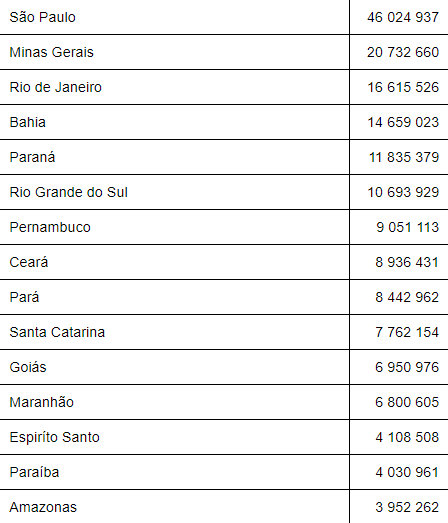 São Paulo 46 024 937
Minas Gerais 20 732 660
Rio de Janeiro 16 615 526
Bahia 14 659 023
Paraná 11 835 379
Rio Grande do Sul 10 693 929
Pernambuco 9 051 113
Ceará 8 936 431
Pará 8 442 962
Santa Catarina 7 762 154
Goiás 6 950 976
Maranhão 6 800 605
Espiríto Santo 4 108 508
Paraíba 4 030 961
Amazonas 3 952 262